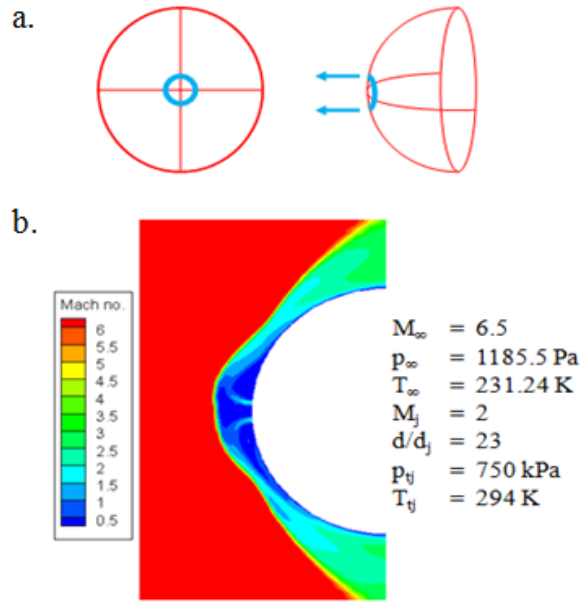 a.
b.
Mach no.
6
5.5
5
4.5
4
3.5
3
2.5
2
1.5
1
0.5
M∞ = 6.5
p∞ = 1185.5 Pa
T∞ = 231.24 K
Mj = 2
d/dj = 23
ptj = 750 kPa
Ttj = 294 K